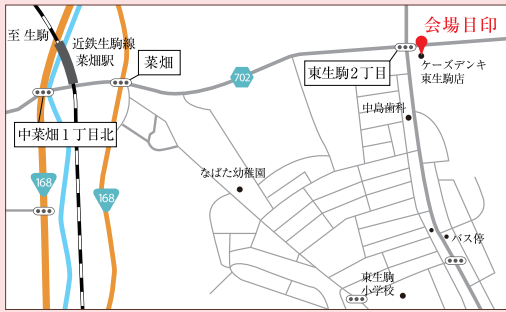 至 生駒
近鉄生駒線
菜畑駅
菜畑
中菜畑1丁目北
168
168
702
東生駒2丁目
会場目印
ケーズデンキ
東生駒店
中島歯科
なばた幼稚園
バス停
東生駒
小学校